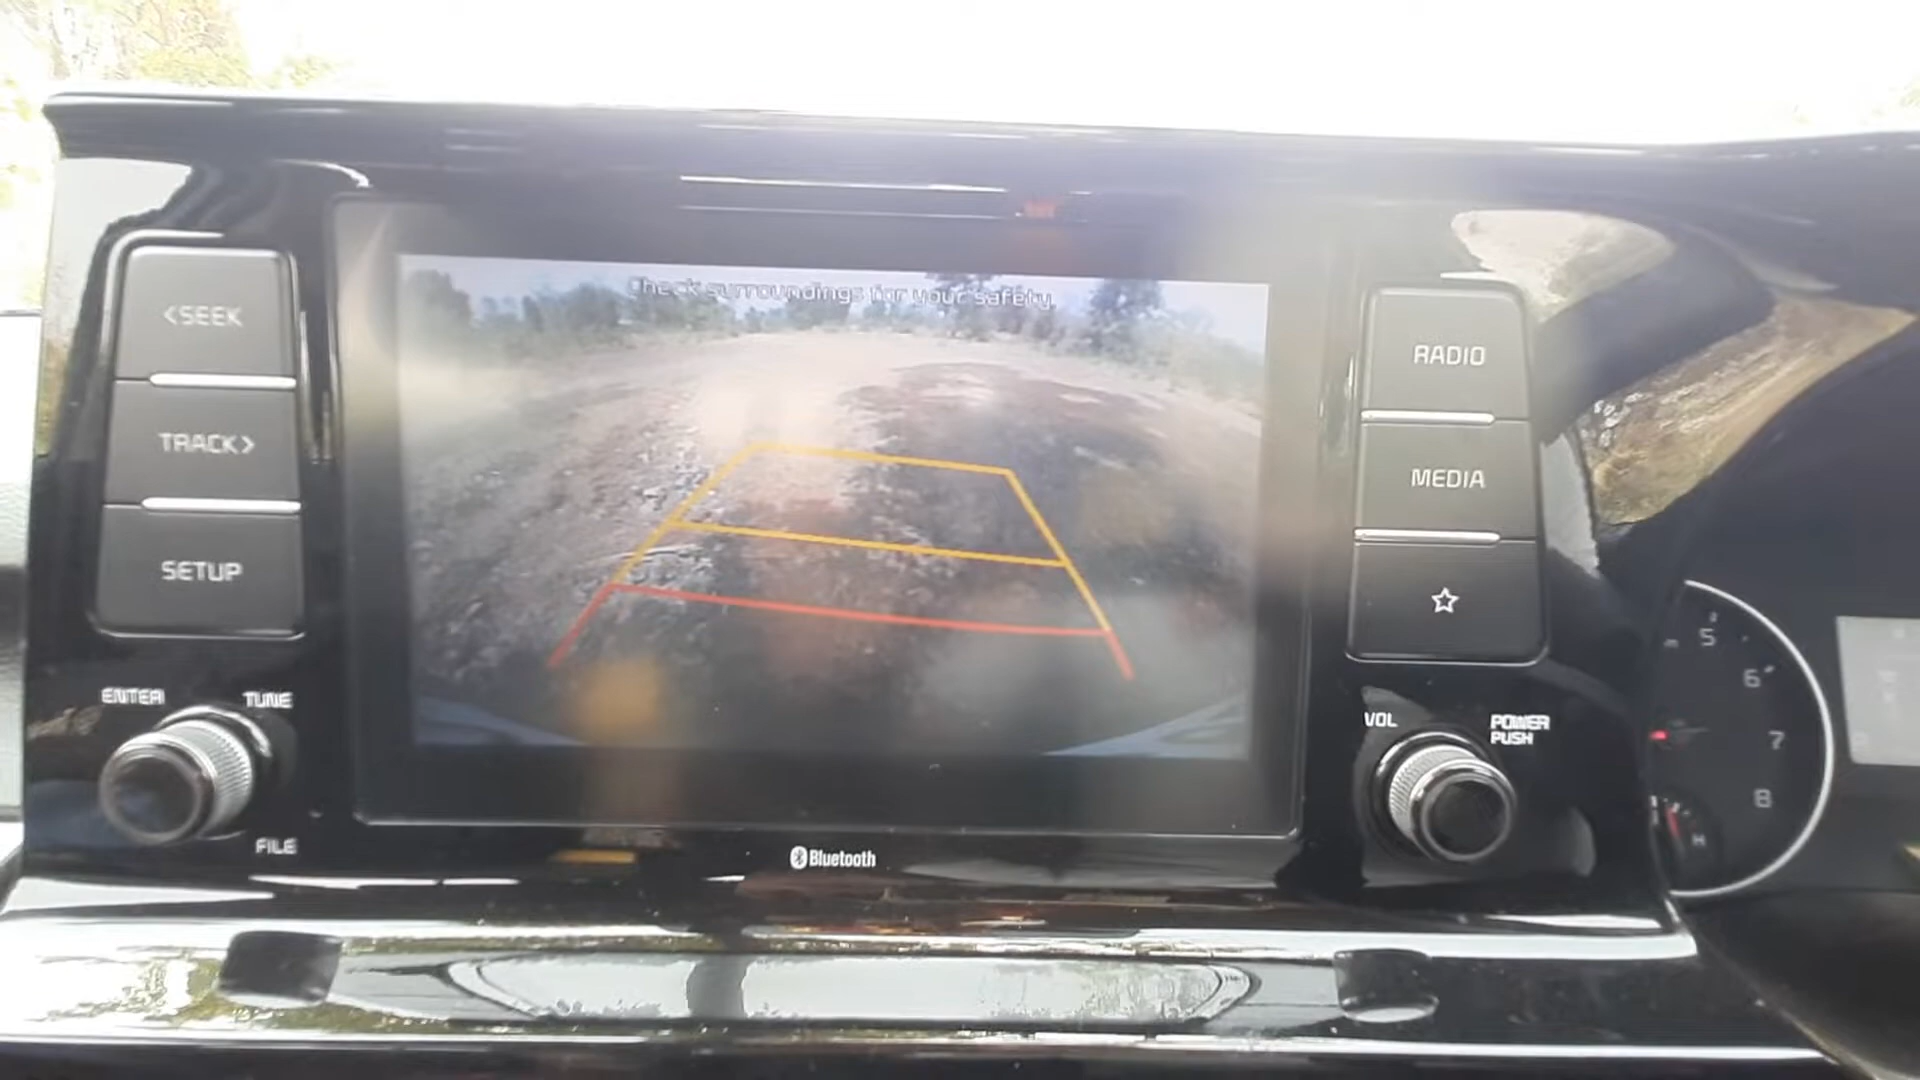 Check surroundings for your safety.
<SEEK
TRACK>
SETUP
ENTER
TUNE
FILE
RADIO
MEDIA
VOL
POWER
PUSH
Bluetooth
5
6
7
8
H